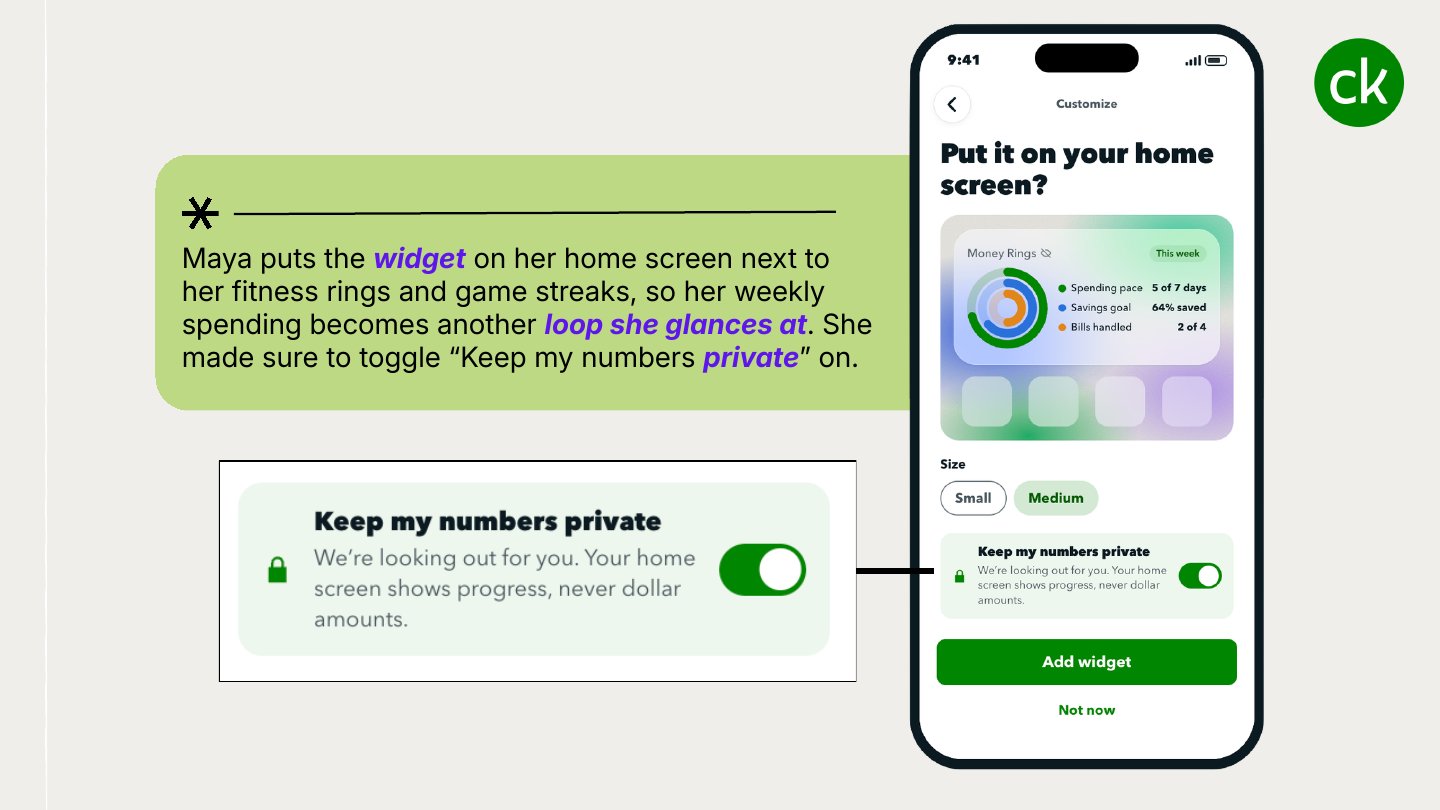 ck
9:41
Customize
Put it on your home
screen?
Maya puts the widget on her home screen next to
her fitness rings and game streaks, so her weekly
spending becomes another loop she glances at. She
made sure to toggle “Keep my numbers private” on.
Money Rings
This week
Spending pace 5 of 7 days
Savings goal 64% saved
Bills handled 2 of 4
Size
Small Medium
Keep my numbers private
We’re looking out for you. Your home
screen shows progress, never dollar
amounts.
Keep my numbers private
We’re looking out for you. Your home
screen shows progress, never dollar
amounts.
Add widget
Not now